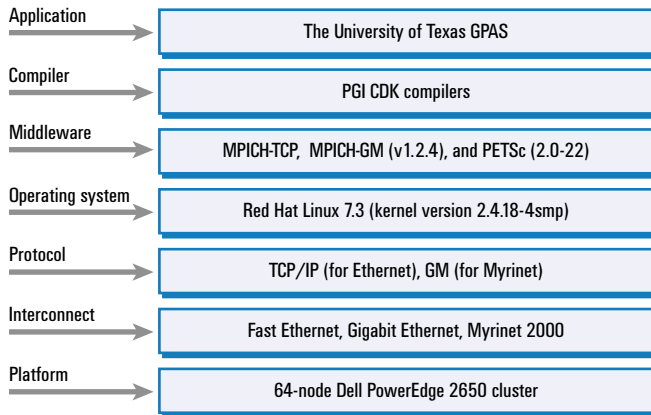 Application
The University of Texas GPAS
Compiler
PGI CDK compilers
Middleware
MPICH-TCP, MPICH-GM (v1.2.4), and PETSc (2.0-22)
Operating system
Red Hat Linux 7.3 (kernel version 2.4.18-4smp)
Protocol
TCP/IP (for Ethernet), GM (for Myrinet)
Interconnect
Fast Ethernet, Gigabit Ethernet, Myrinet 2000
Platform
64-node Dell PowerEdge 2650 cluster